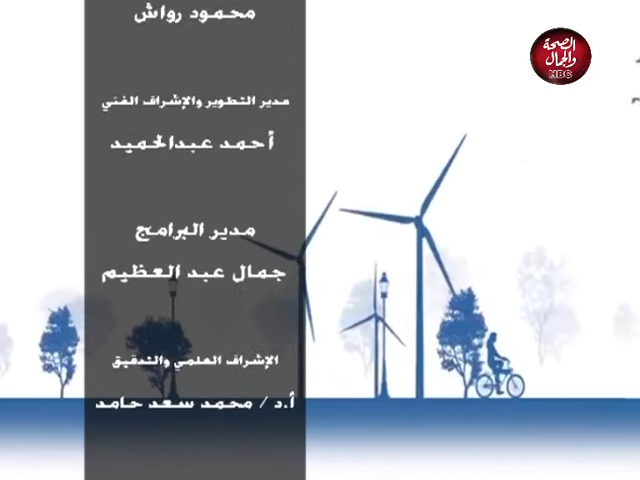 محمود رواش
مدير التطوير والإشراف الفني
أحمد عبدالحميد
مدير البرامج
جمال عبد العظيم
الإشراف العلمي والتدقيق
أ.د / محمد سعد حامد
الصحة
والجمال
HBC